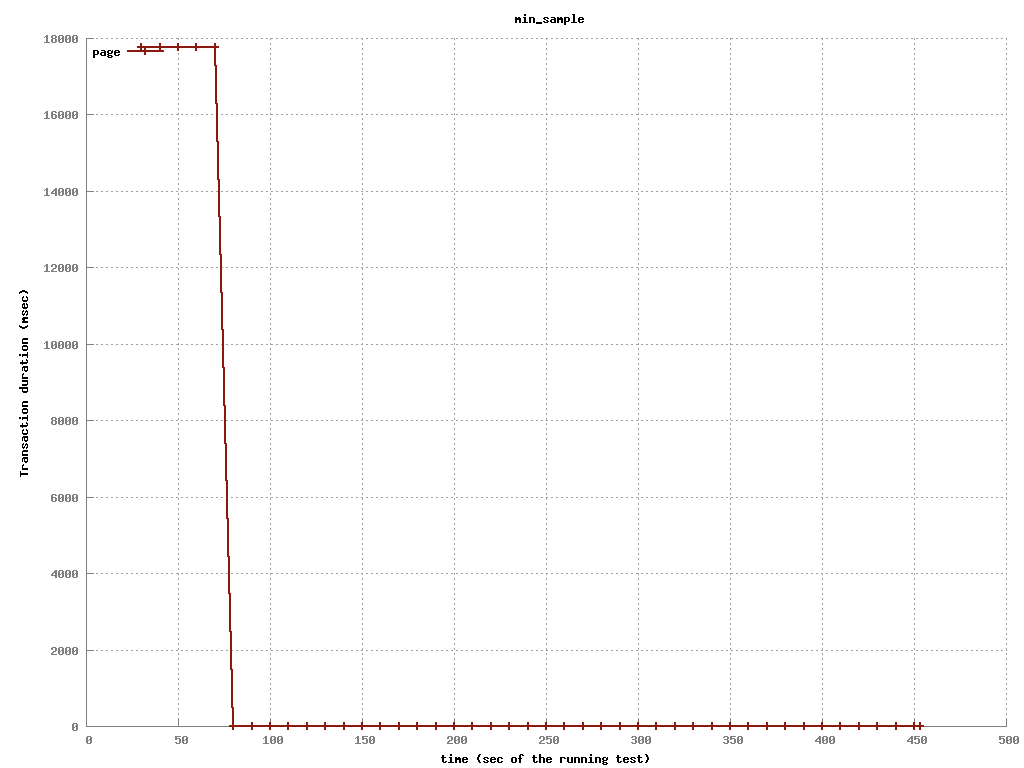 min_sample
18000
page
16000
14000
12000
10000
8000
6000
4000
2000
0
Transaction duration (msec)
0 50 100 150 200 250 300 350 400 450 500
time (sec of the running test)